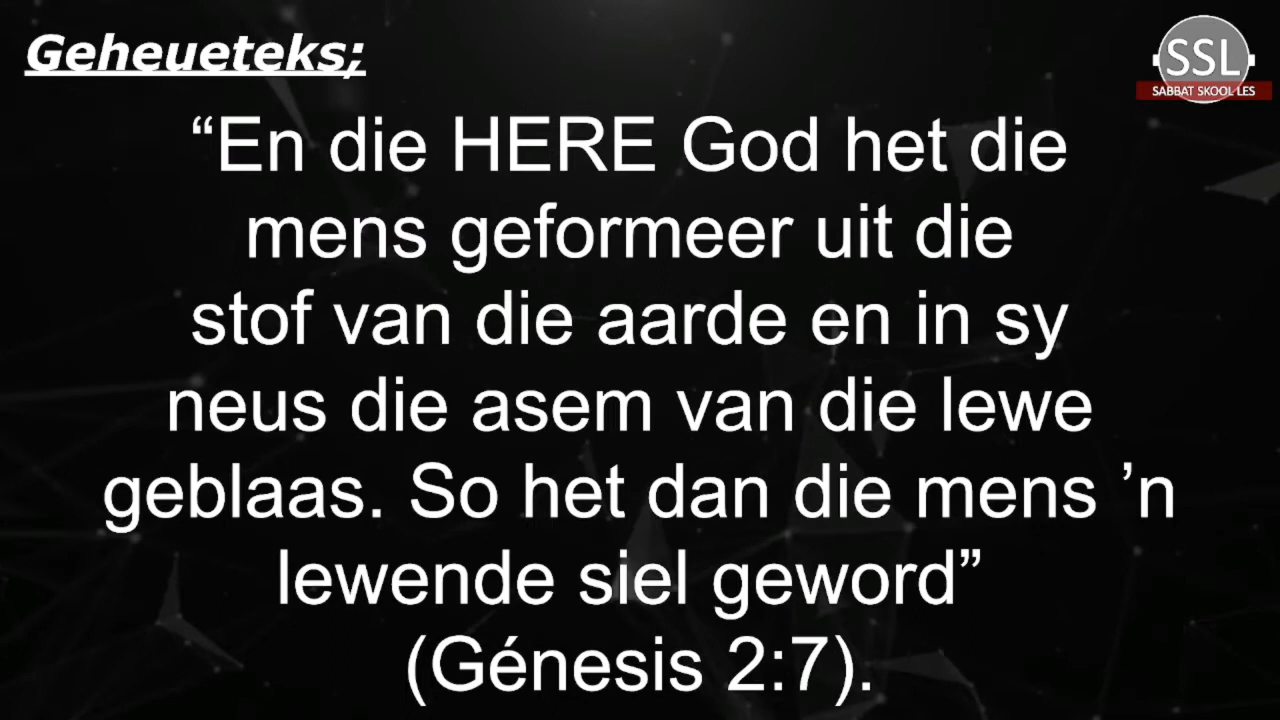 Geheueteks;
SSL
SABBAT SKOOL LES
“En die HERE God het die
mens geformeer uit die
stof van die aarde en in sy
neus die asem van die lewe
geblaas. So het dan die mens ’n
lewende siel geword”
(Génesis 2:7).